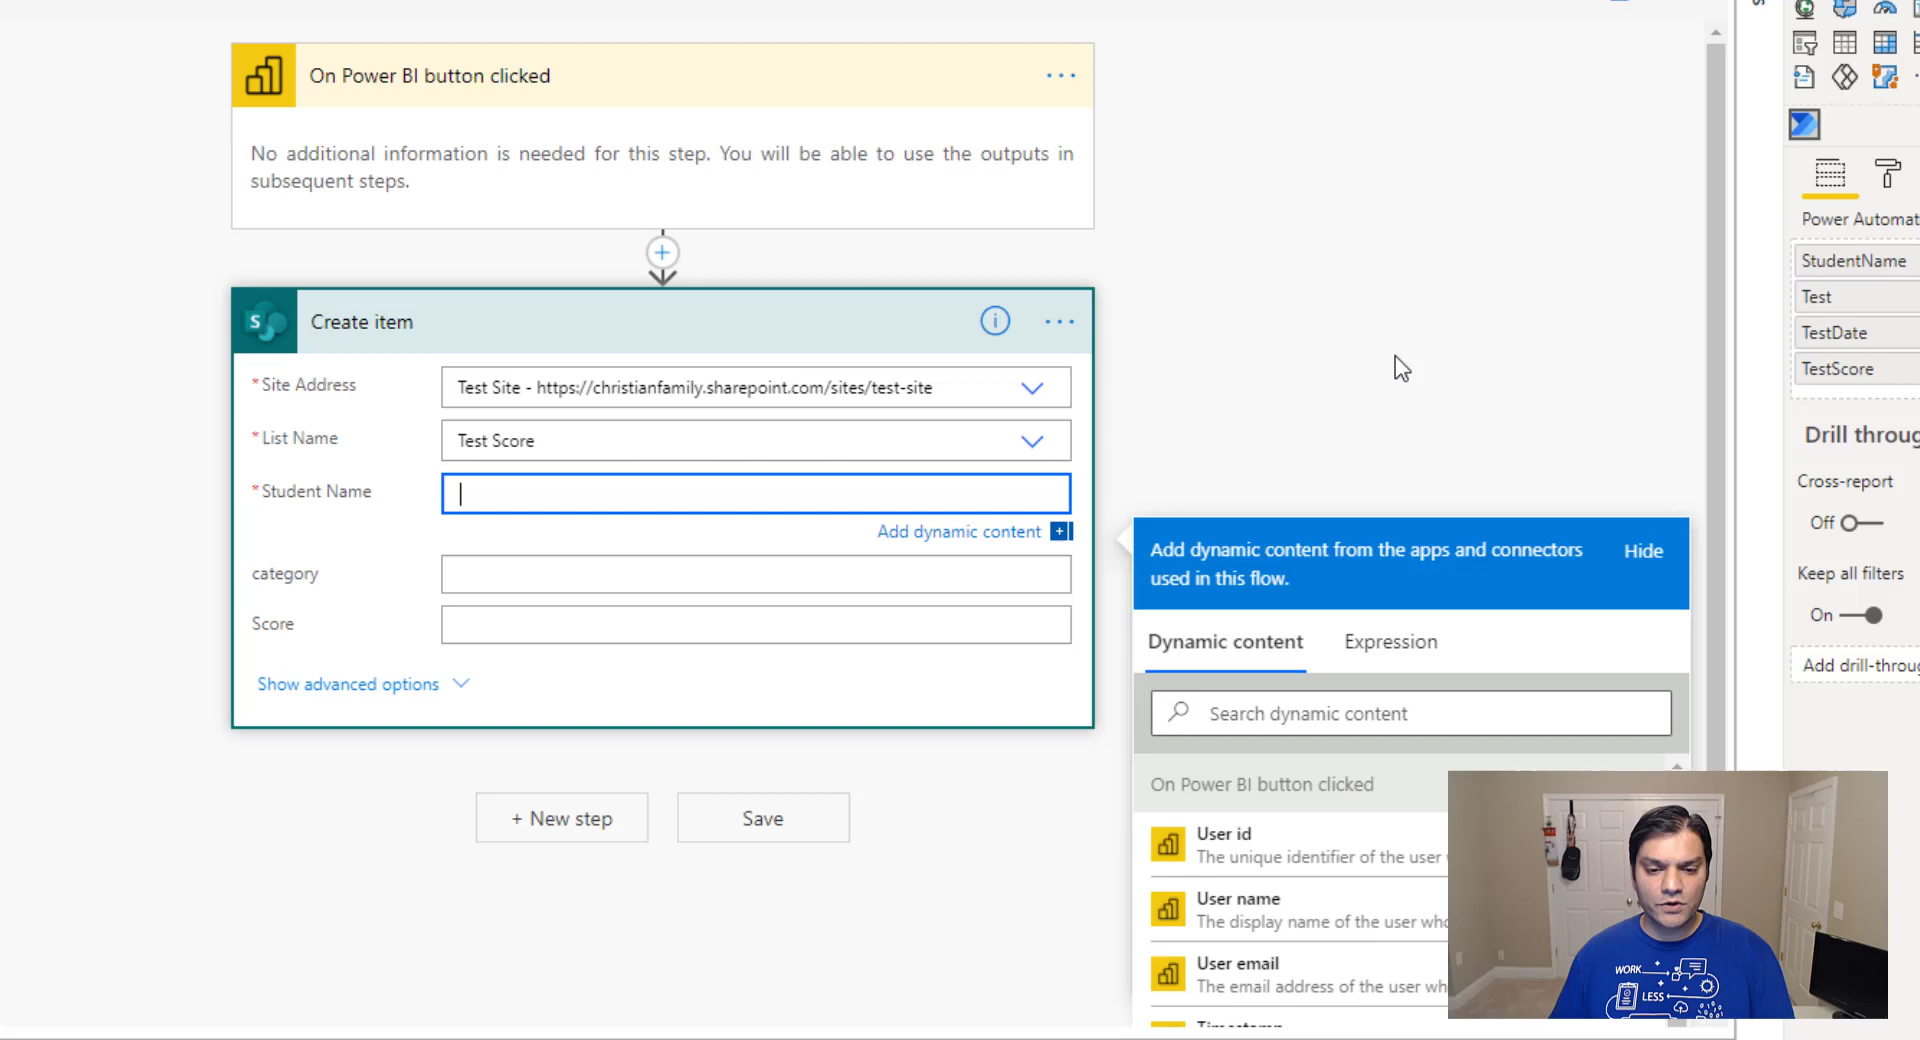 On Power BI button clicked
No additional information is needed for this step. You will be able to use the outputs in
subsequent steps.
S
Create item
*Site Address
Test Site - https://christianfamily.sharepoint.com/sites/test-site
*List Name
Test Score
*Student Name
Add dynamic content
category
Score
Show advanced options
+ New step
Save
Add dynamic content from the apps and connectors
used in this flow.
Hide
Dynamic content
Expression
Search dynamic content
On Power BI button clicked
User id
The unique identifier of the user
User name
The display name of the user who
User email
The email address of the user wh
Timestamp
Power Automat
StudentName
Test
TestDate
TestScore
Drill throug
Cross-report
Off
Keep all filters
On
Add drill-throug
WORK
LESS